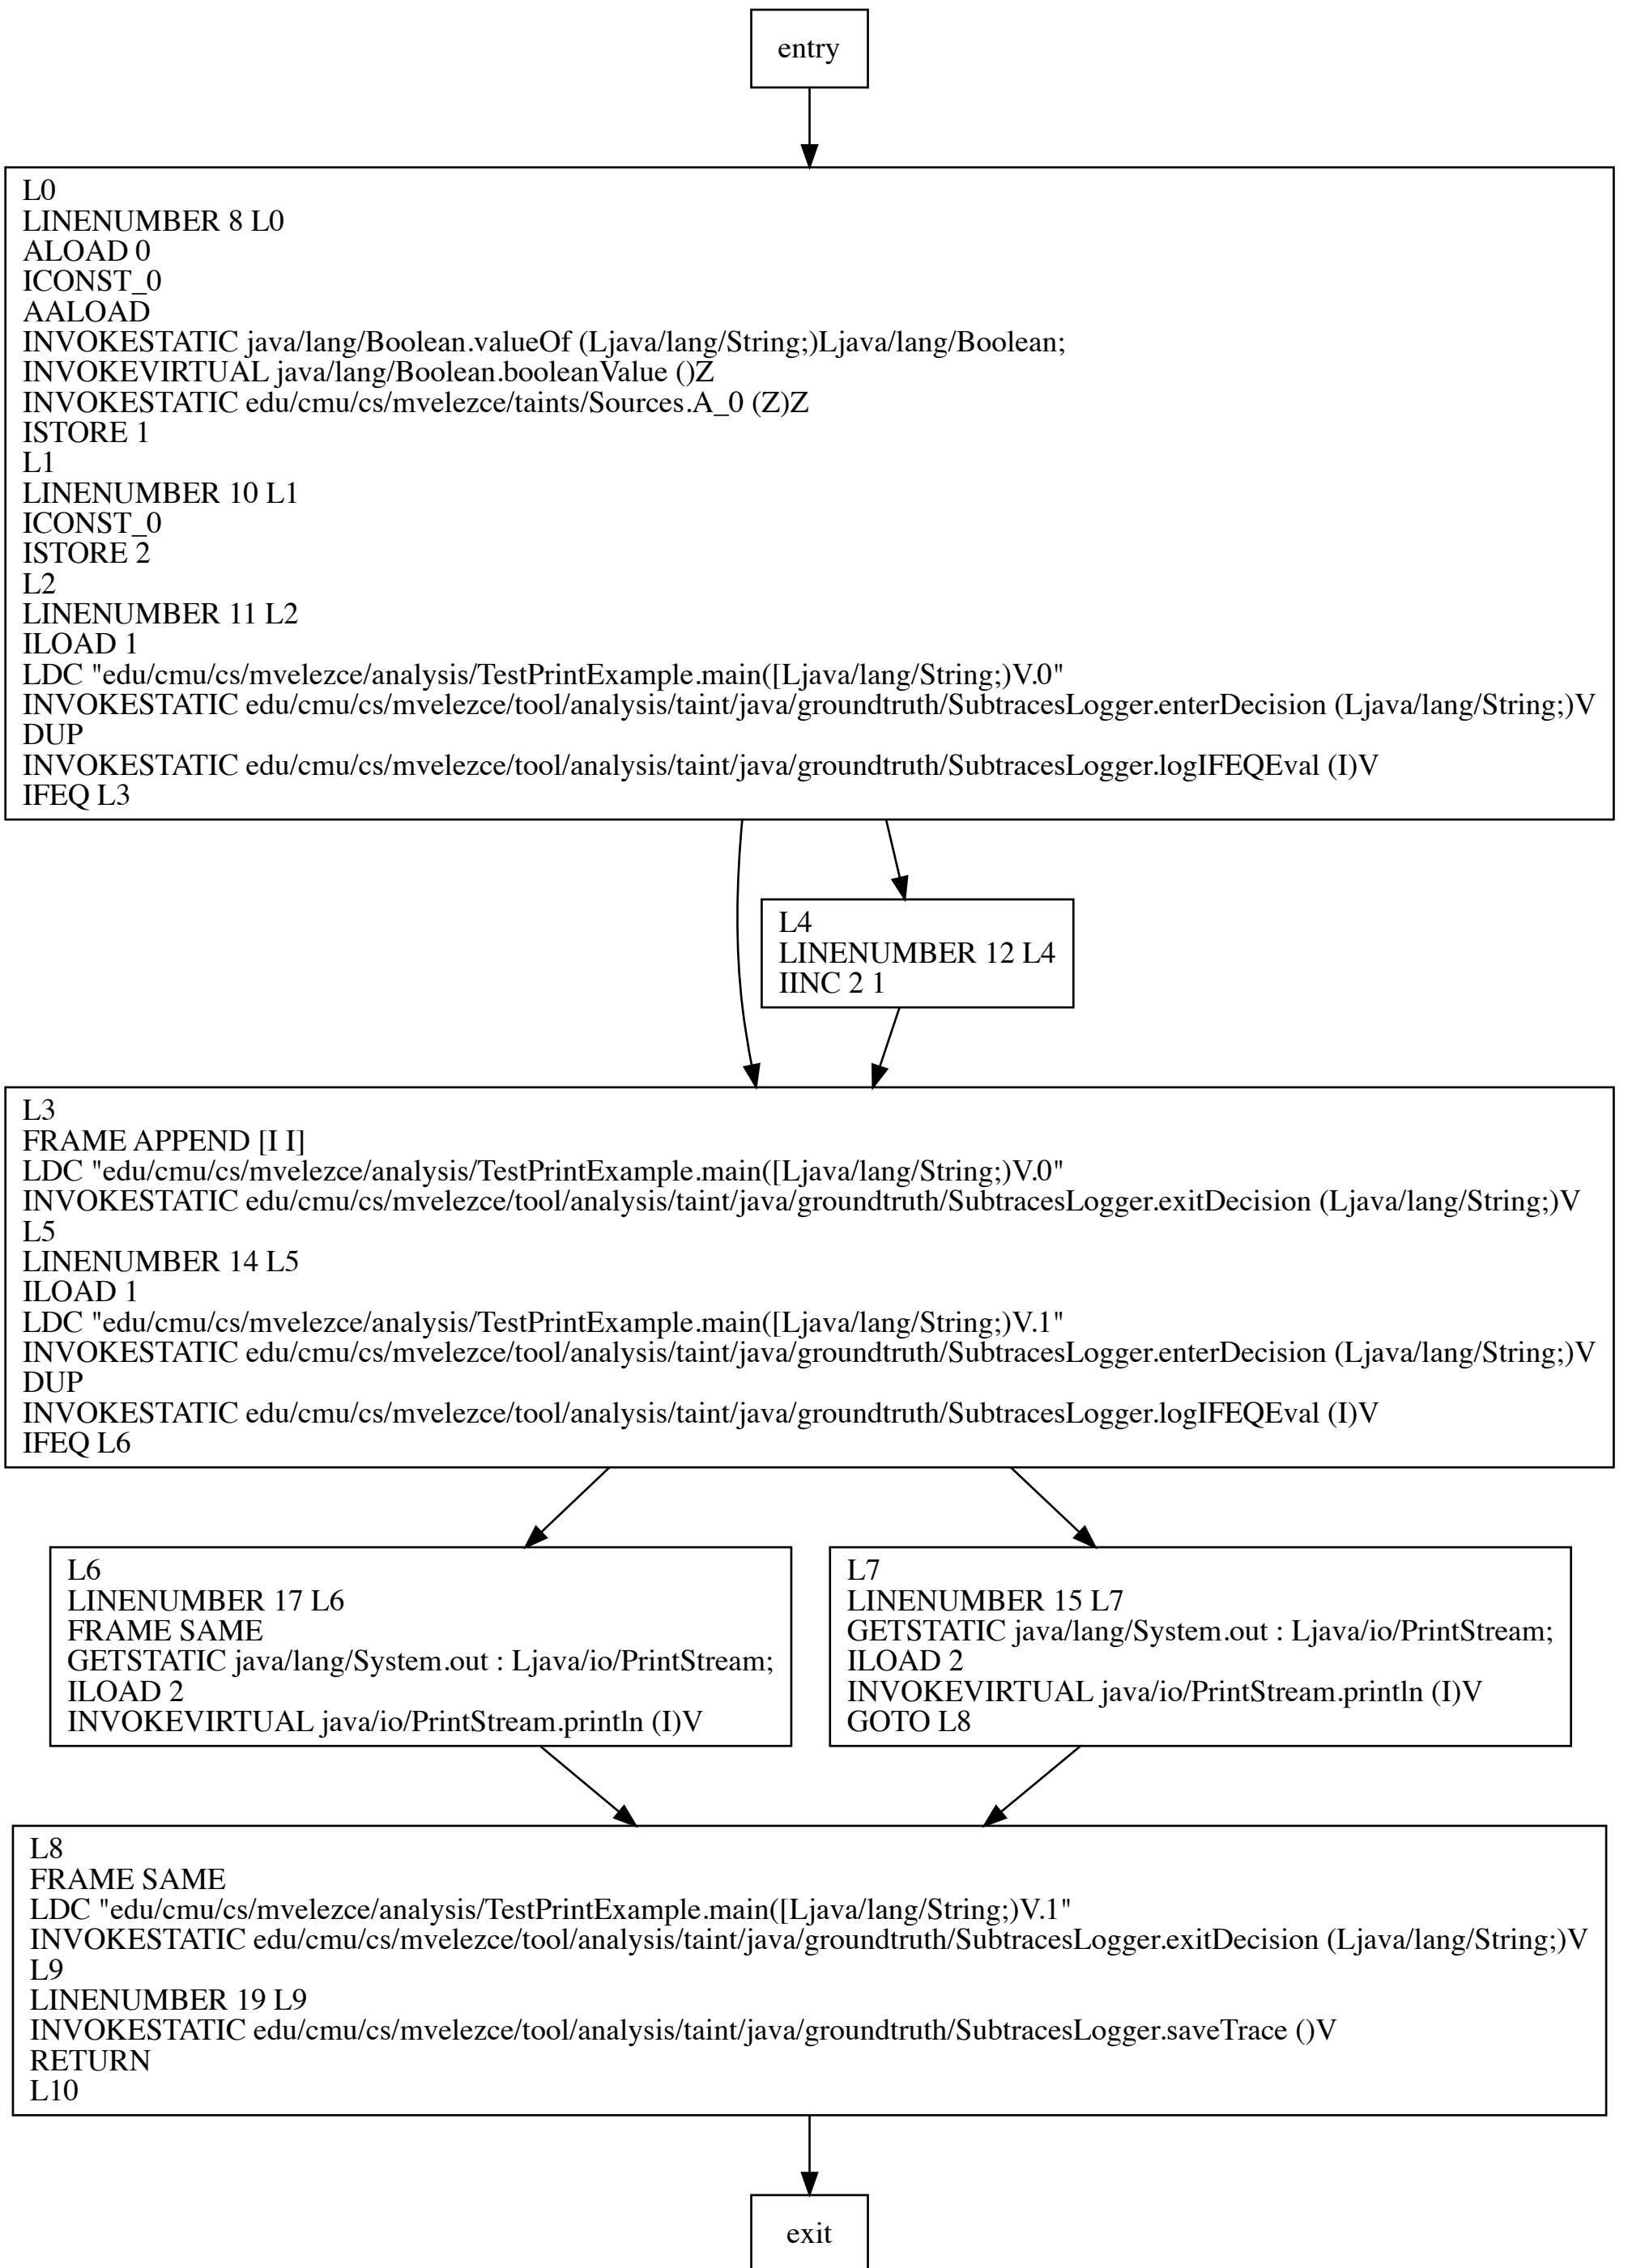 entry
L0
LINENUMBER 8 L0
ALOAD 0
ICONST_0
AALOAD
INVOKESTATIC java/lang/Boolean.valueOf (Ljava/lang/String;)Ljava/lang/Boolean;
INVOKEVIRTUAL java/lang/Boolean.booleanValue ()Z
INVOKESTATIC edu/cmu/cs/mvelezce/taints/Sources.A_0 (Z)Z
ISTORE 1
L1
LINENUMBER 10 L1
ICONST_0
ISTORE 2
L2
LINENUMBER 11 L2
ILOAD 1
LDC "edu/cmu/cs/mvelezce/analysis/TestPrintExample.main([Ljava/lang/String;)V.0"
INVOKESTATIC edu/cmu/cs/mvelezce/tool/analysis/taint/java/groundtruth/SubtracesLogger.enterDecision (Ljava/lang/String;)V
DUP
INVOKESTATIC edu/cmu/cs/mvelezce/tool/analysis/taint/java/groundtruth/SubtracesLogger.logIFEQEval (I)V
IFEQ L3
L4
LINENUMBER 12 L4
IINC 2 1
L3
FRAME APPEND [I I]
LDC "edu/cmu/cs/mvelezce/analysis/TestPrintExample.main([Ljava/lang/String;)V.0"
INVOKESTATIC edu/cmu/cs/mvelezce/tool/analysis/taint/java/groundtruth/SubtracesLogger.exitDecision (Ljava/lang/String;)V
L5
LINENUMBER 14 L5
ILOAD 1
LDC "edu/cmu/cs/mvelezce/analysis/TestPrintExample.main([Ljava/lang/String;)V.1"
INVOKESTATIC edu/cmu/cs/mvelezce/tool/analysis/taint/java/groundtruth/SubtracesLogger.enterDecision (Ljava/lang/String;)V
DUP
INVOKESTATIC edu/cmu/cs/mvelezce/tool/analysis/taint/java/groundtruth/SubtracesLogger.logIFEQEval (I)V
IFEQ L6
L6
LINENUMBER 17 L6
FRAME SAME
GETSTATIC java/lang/System.out : Ljava/io/PrintStream;
ILOAD 2
INVOKEVIRTUAL java/io/PrintStream.println (I)V
L7
LINENUMBER 15 L7
GETSTATIC java/lang/System.out : Ljava/io/PrintStream;
ILOAD 2
INVOKEVIRTUAL java/io/PrintStream.println (I)V
GOTO L8
L8
FRAME SAME
LDC "edu/cmu/cs/mvelezce/analysis/TestPrintExample.main([Ljava/lang/String;)V.1"
INVOKESTATIC edu/cmu/cs/mvelezce/tool/analysis/taint/java/groundtruth/SubtracesLogger.exitDecision (Ljava/lang/String;)V
L9
LINENUMBER 19 L9
INVOKESTATIC edu/cmu/cs/mvelezce/tool/analysis/taint/java/groundtruth/SubtracesLogger.saveTrace ()V
RETURN
L10
exit